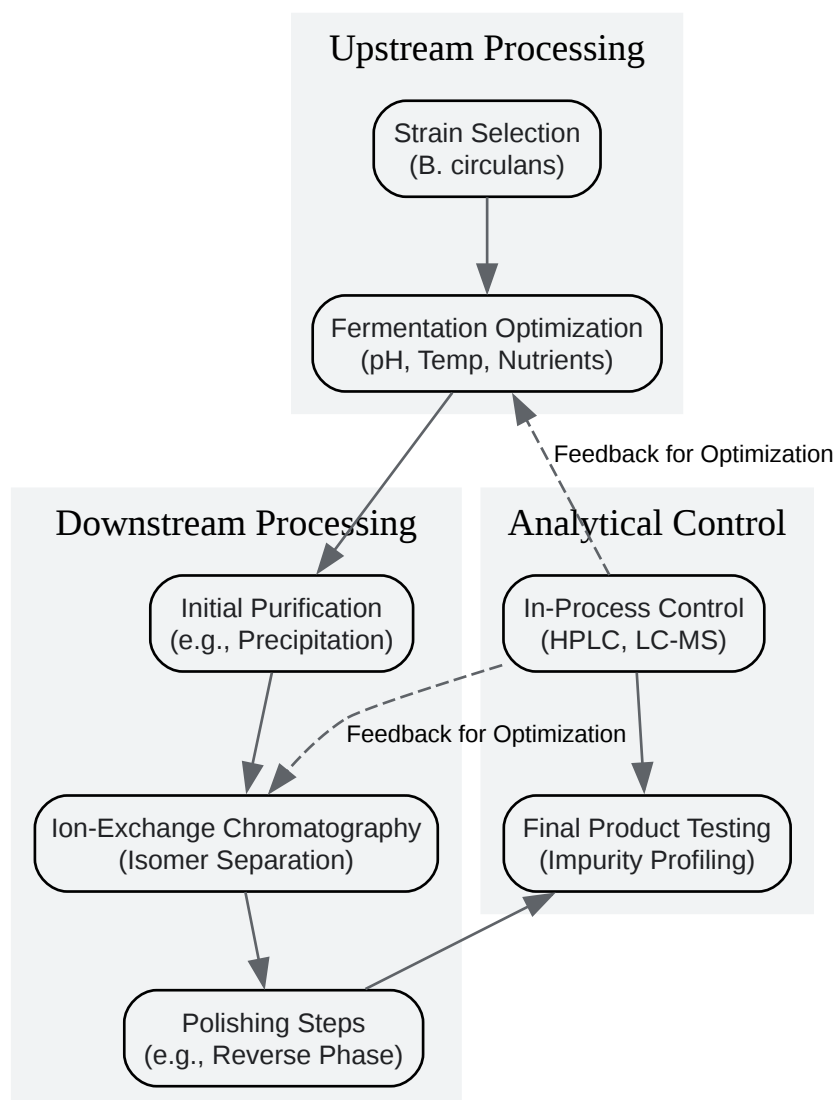 Upstream Processing
Strain Selection
(B. circulans)
Fermentation Optimization
(pH, Temp, Nutrients)
Feedback for Optimization
Downstream Processing
Analytical Control
Initial Purification
(e.g., Precipitation)
In-Process Control
(HPLC, LC-MS)
Feedback for Optimization
Ion-Exchange Chromatography
(Isomer Separation)
Final Product Testing
(Impurity Profiling)
Polishing Steps
(e.g., Reverse Phase)